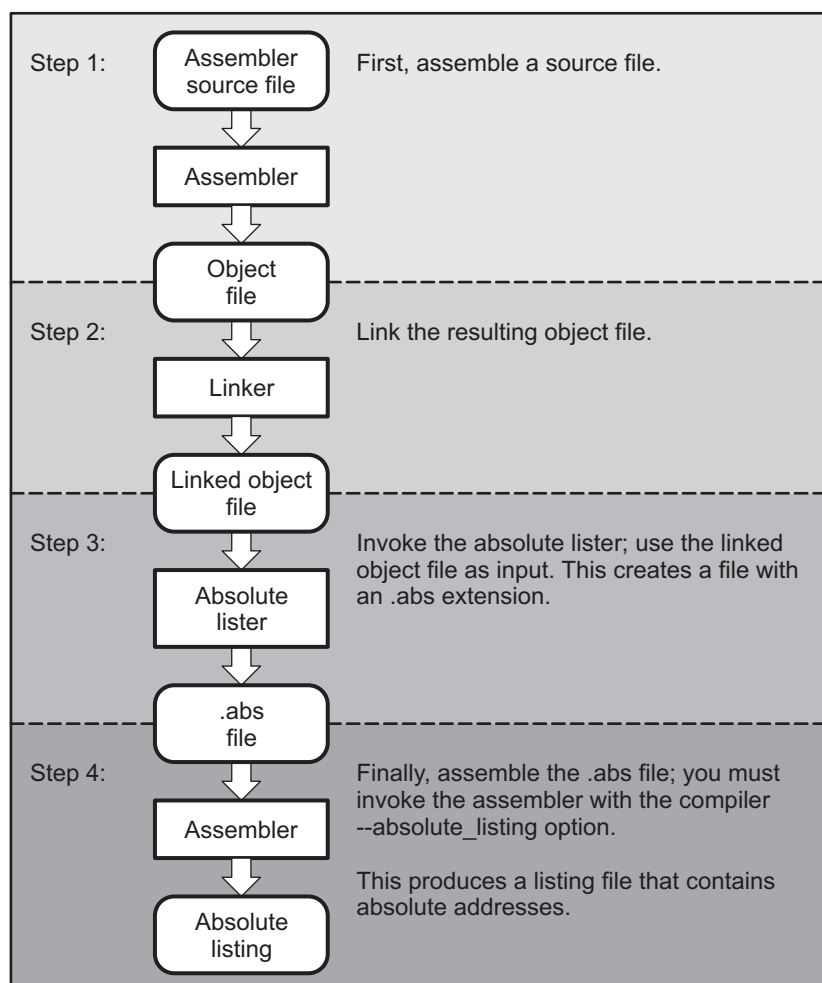 Step 1:
Assembler
source file
First, assemble a source file.
Assembler
Object
file
Step 2:
Link the resulting object file.
Linker
Linked object
file
Step 3:
Invoke the absolute lister; use the linked
object file as input. This creates a file with
an .abs extension.
Absolute
lister
.abs
file
Step 4:
Finally, assemble the .abs file; you must
invoke the assembler with the compiler
--absolute_listing option.
Assembler
This produces a listing file that contains
absolute addresses.
Absolute
listing